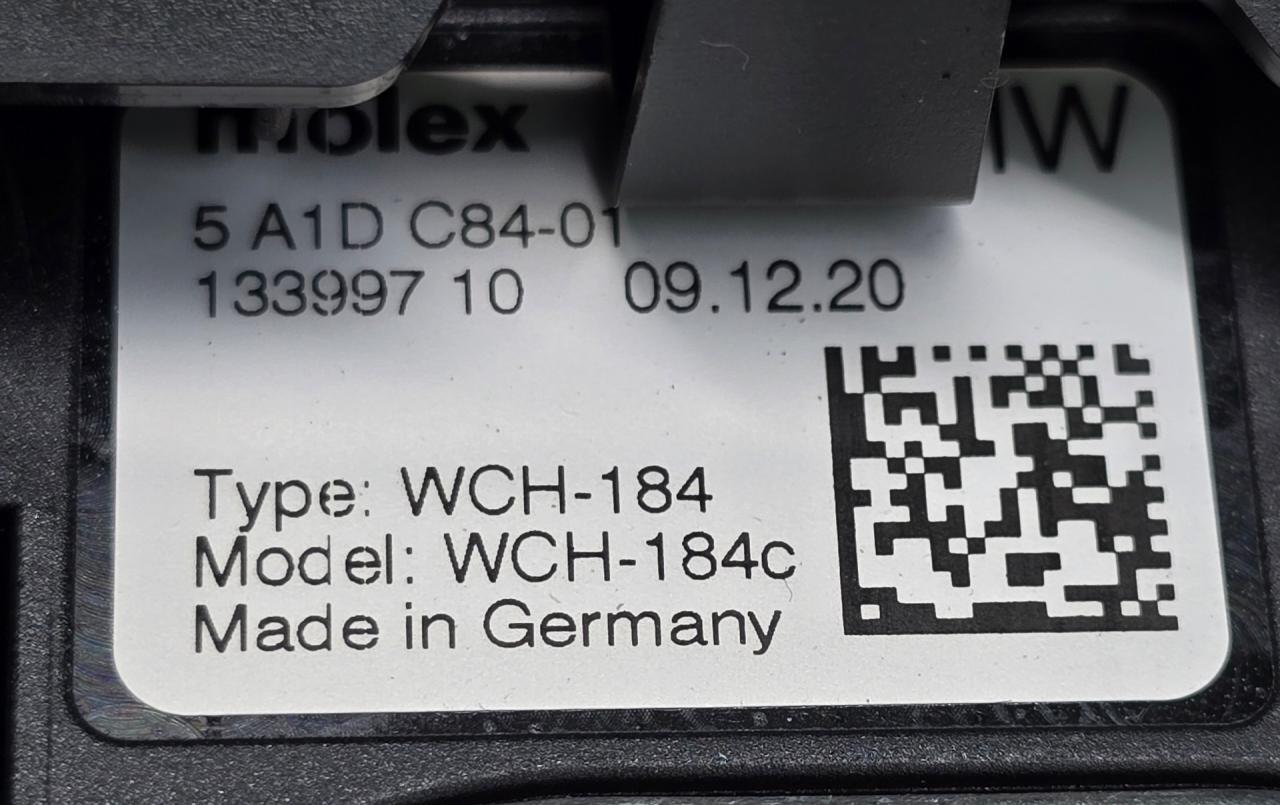 molex
5 A1D C84-01
133997 10 09.12.20
Type: WCH-184
Model: WCH-184c
Made in Germany